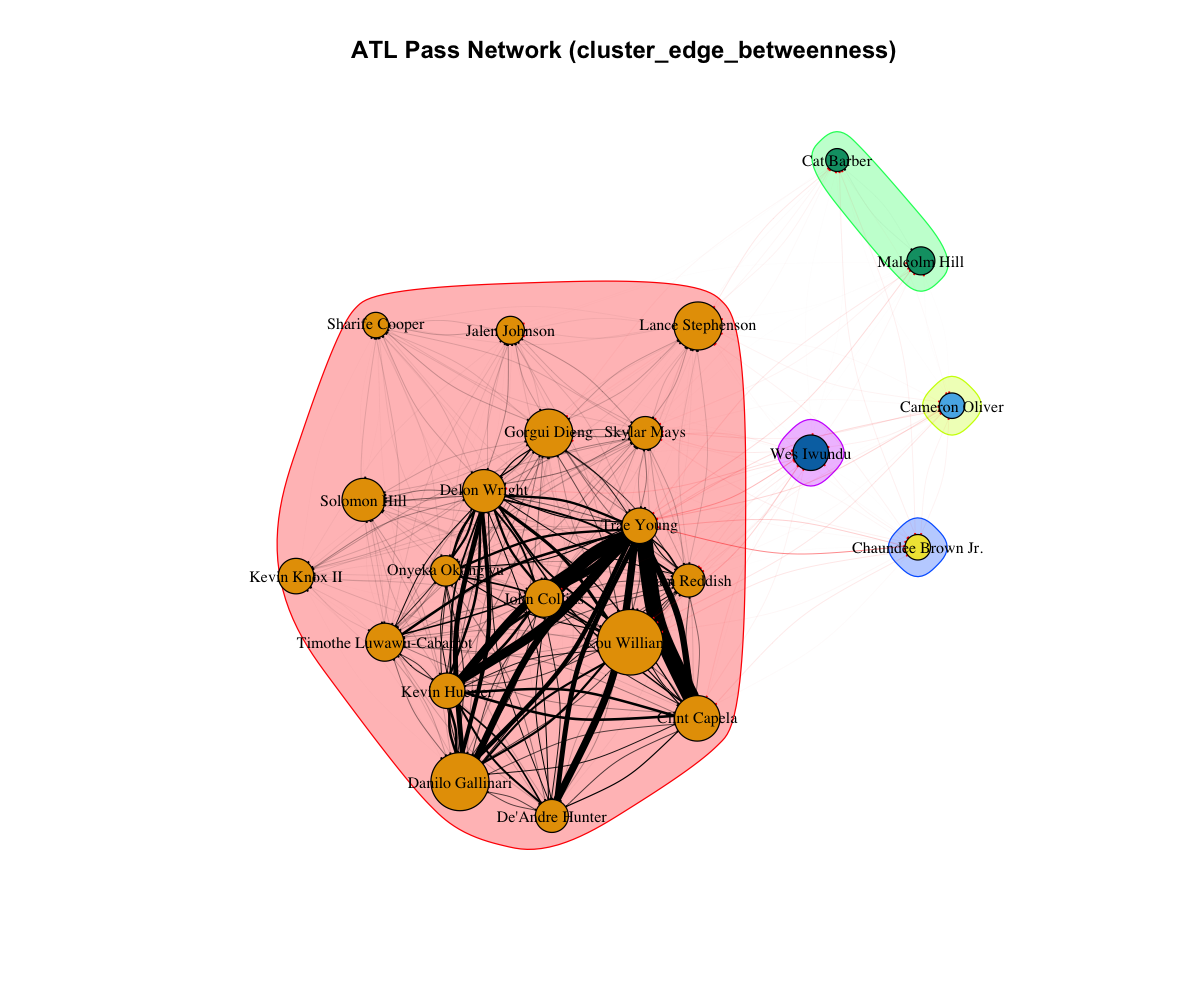 ATL Pass Network (cluster_edge_betweenness)
Cat Barber
Malcolm Hill
Sharife Cooper
Jalen Johnson
Lance Stephenson
Cameron Oliver
Gorgui Dieng
Skylar Mays
Wes Iwundu
Delon Wright
Solomon Hill
Trae Young
Chaundee Brown Jr.
Onyeka Okongwu
Kevin Knox II
Reddish
John Collins
Timothe Luwawu-Cabarrot
Lou Williams
Kevin Huerter
Clint Capela
Danilo Gallinari
De'Andre Hunter